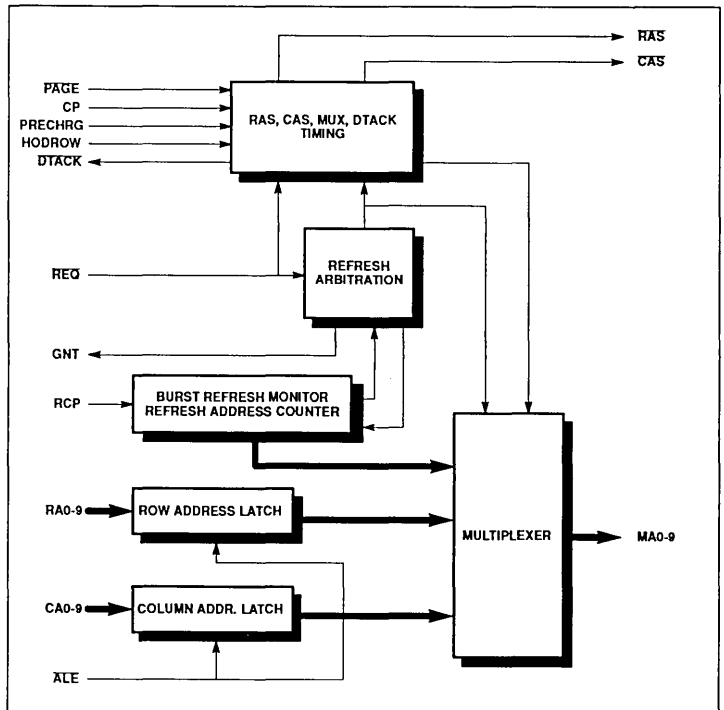 RAS
CAS
PAGE
CP
PRECHRG
HODROW
DTACK
RAS, CAS, MUX, DTACK
TIMING
REQ
REFRESH
ARBITRATION
GNT
RCP
BURST REFRESH MONITOR
REFRESH ADDRESS COUNTER
RA0-9
ROW ADDRESS LATCH
MULTIPLEXER
MA0-9
CA0-9
COLUMN ADDR. LATCH
ALE